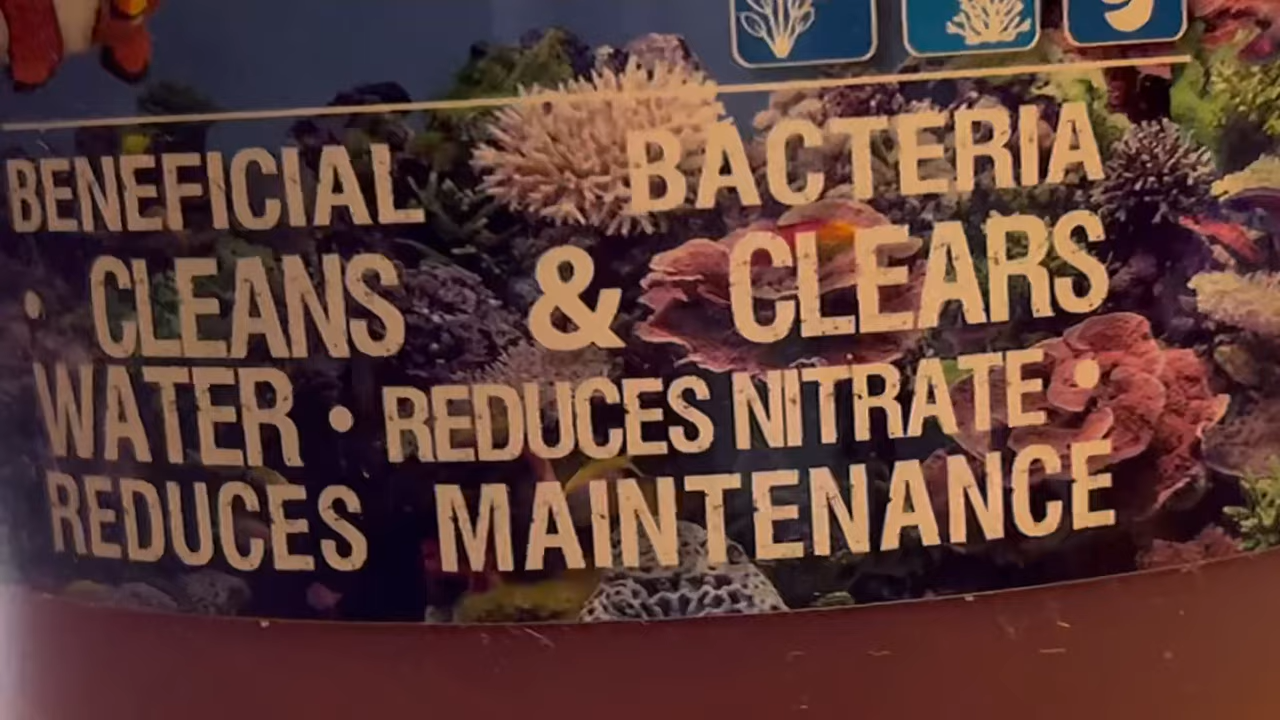 BENEFICIAL BACTERIA
• CLEANS & CLEARS
WATER • REDUCES NITRATE •
REDUCES MAINTENANCE